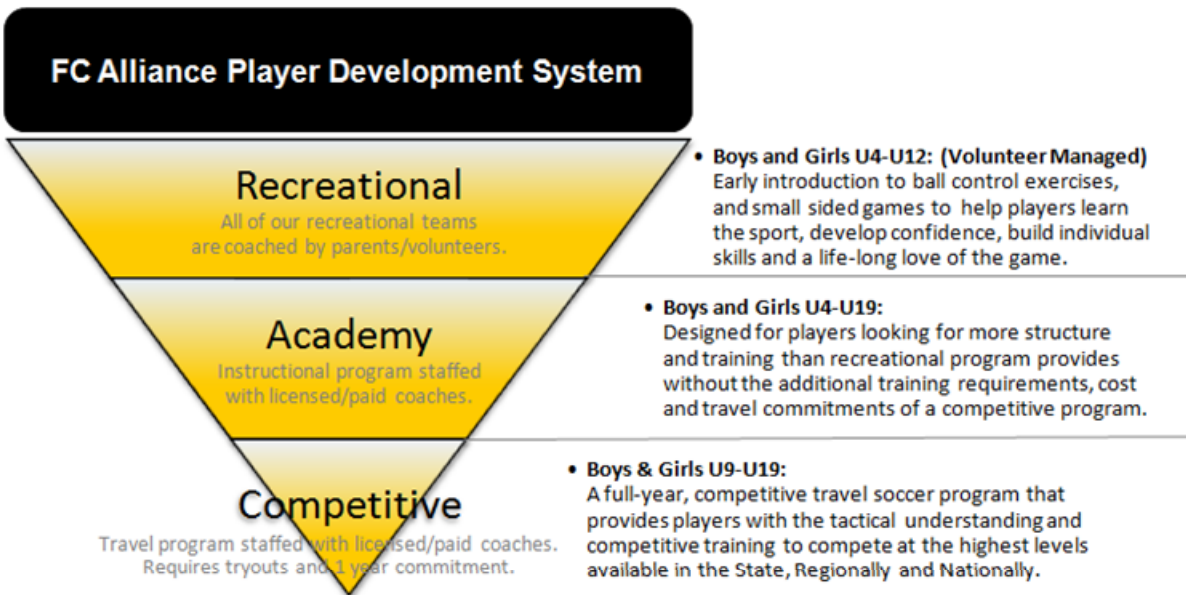 FC Alliance Player Development System
Recreational
All of our recreational teams
are coached by parents/volunteers.
• Boys and Girls U4-U12: (Volunteer Managed)
Early introduction to ball control exercises,
and small sided games to help players learn
the sport, develop confidence, build individual
skills and a life-long love of the game.
Academy
Instructional program staffed
with licensed/paid coaches.
• Boys and Girls U4-U19:
Designed for players looking for more structure
and training than recreational program provides
without the additional training requirements, cost
and travel commitments of a competitive program.
Competitive
Travel program staffed with licensed/paid coaches.
Requires tryouts and 1 year commitment.
• Boys & Girls U9-U19:
A full-year, competitive travel soccer program that
provides players with the tactical understanding and
competitive training to compete at the highest levels
available in the State, Regionally and Nationally.